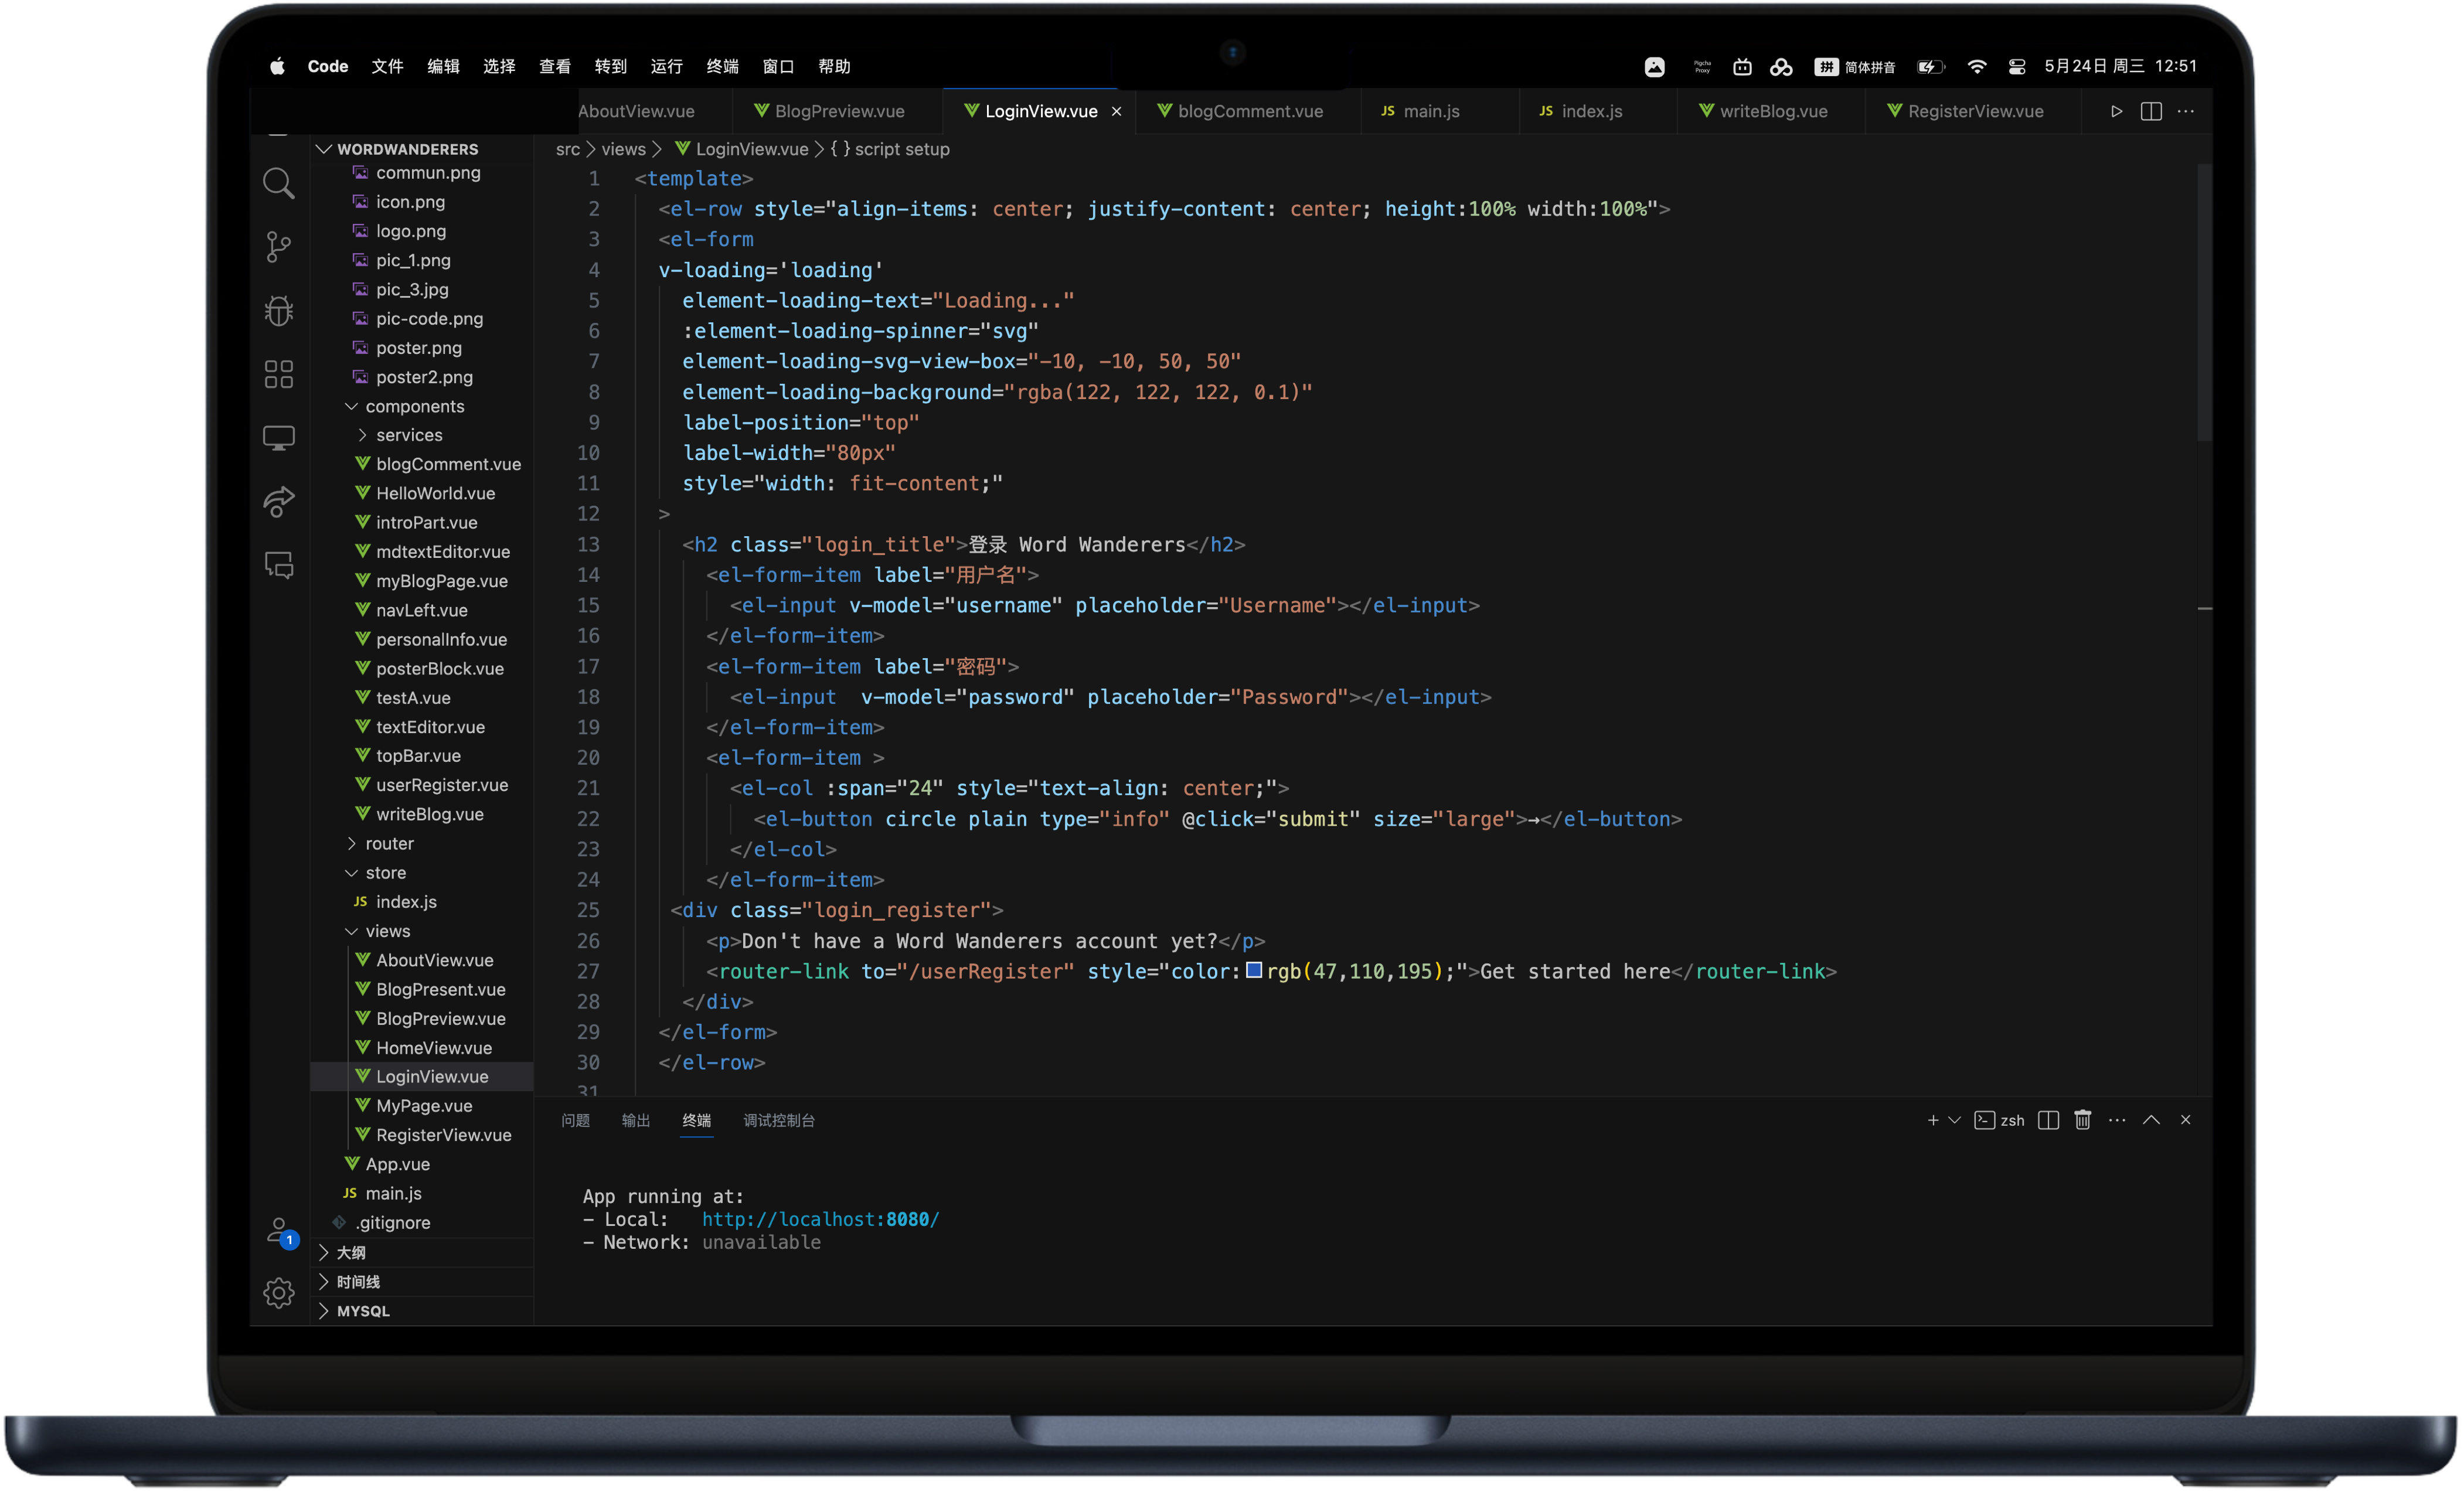 Code 文件 编辑 选择 查看 转到 运行 终端 窗口 帮助
Pigcha Proxy 拼 简体拼音 5月24日 周三 12:51
AboutView.vue BlogPreview.vue LoginView.vue × blogComment.vue JS main.js JS index.js writeBlog.vue RegisterView.vue
WORDWANDERERS
commun.png
icon.png
logo.png
pic_1.png
pic_3.jpg
pic-code.png
poster.png
poster2.png
components
services
blogComment.vue
HelloWorld.vue
introPart.vue
mdtextEditor.vue
myBlogPage.vue
navLeft.vue
personalInfo.vue
posterBlock.vue
testA.vue
textEditor.vue
topBar.vue
userRegister.vue
writeBlog.vue
router
store
JS index.js
views
AboutView.vue
BlogPresent.vue
BlogPreview.vue
HomeView.vue
LoginView.vue
MyPage.vue
RegisterView.vue
App.vue
JS main.js
.gitignore
大纲
时间线
MYSQL
1
src > views > LoginView.vue > { } script setup
1 <template>
2 <el-row style="align-items: center; justify-content: center; height:100% width:100%">
3 <el-form
4 v-loading='loading'
5 element-loading-text="Loading..."
6 :element-loading-spinner="svg"
7 element-loading-svg-view-box="-10, -10, 50, 50"
8 element-loading-background="rgba(122, 122, 122, 0.1)"
9 label-position="top"
10 label-width="80px"
11 style="width: fit-content;"
12 >
13 <h2 class="login_title">登录 Word Wanderers</h2>
14 <el-form-item label="用户名">
15 <el-input v-model="username" placeholder="Username"></el-input>
16 </el-form-item>
17 <el-form-item label="密码">
18 <el-input  v-model="password" placeholder="Password"></el-input>
19 </el-form-item>
20 <el-form-item >
21 <el-col :span="24" style="text-align: center;">
22 <el-button circle plain type="info" @click="submit" size="large">→</el-button>
23 </el-col>
24 </el-form-item>
25 <div class="login_register">
26 <p>Don't have a Word Wanderers account yet?</p>
27 <router-link to="/userRegister" style="color:rgb(47,110,195);">Get started here</router-link>
28 </div>
29 </el-form>
30 </el-row>
31
问题 输出 终端 调试控制台 zsh
App running at:
- Local: http://localhost:8080/
- Network: unavailable